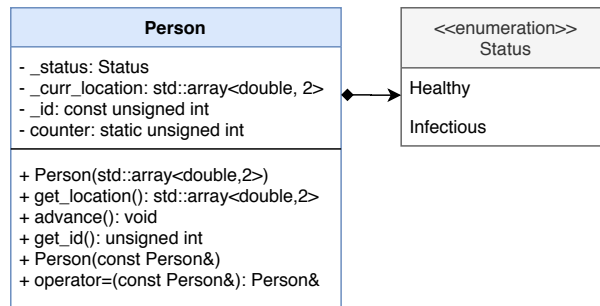 Person
- _status: Status
- _curr_location: std::array<double, 2>
- _id: const unsigned int
- counter: static unsigned int
+ Person(std::array<double,2>)
+ get_location(): std::array<double,2>
+ advance(): void
+ get_id(): unsigned int
+ Person(const Person&)
+ operator=(const Person&): Person&
<<enumeration>>
Status
Healthy
Infectious